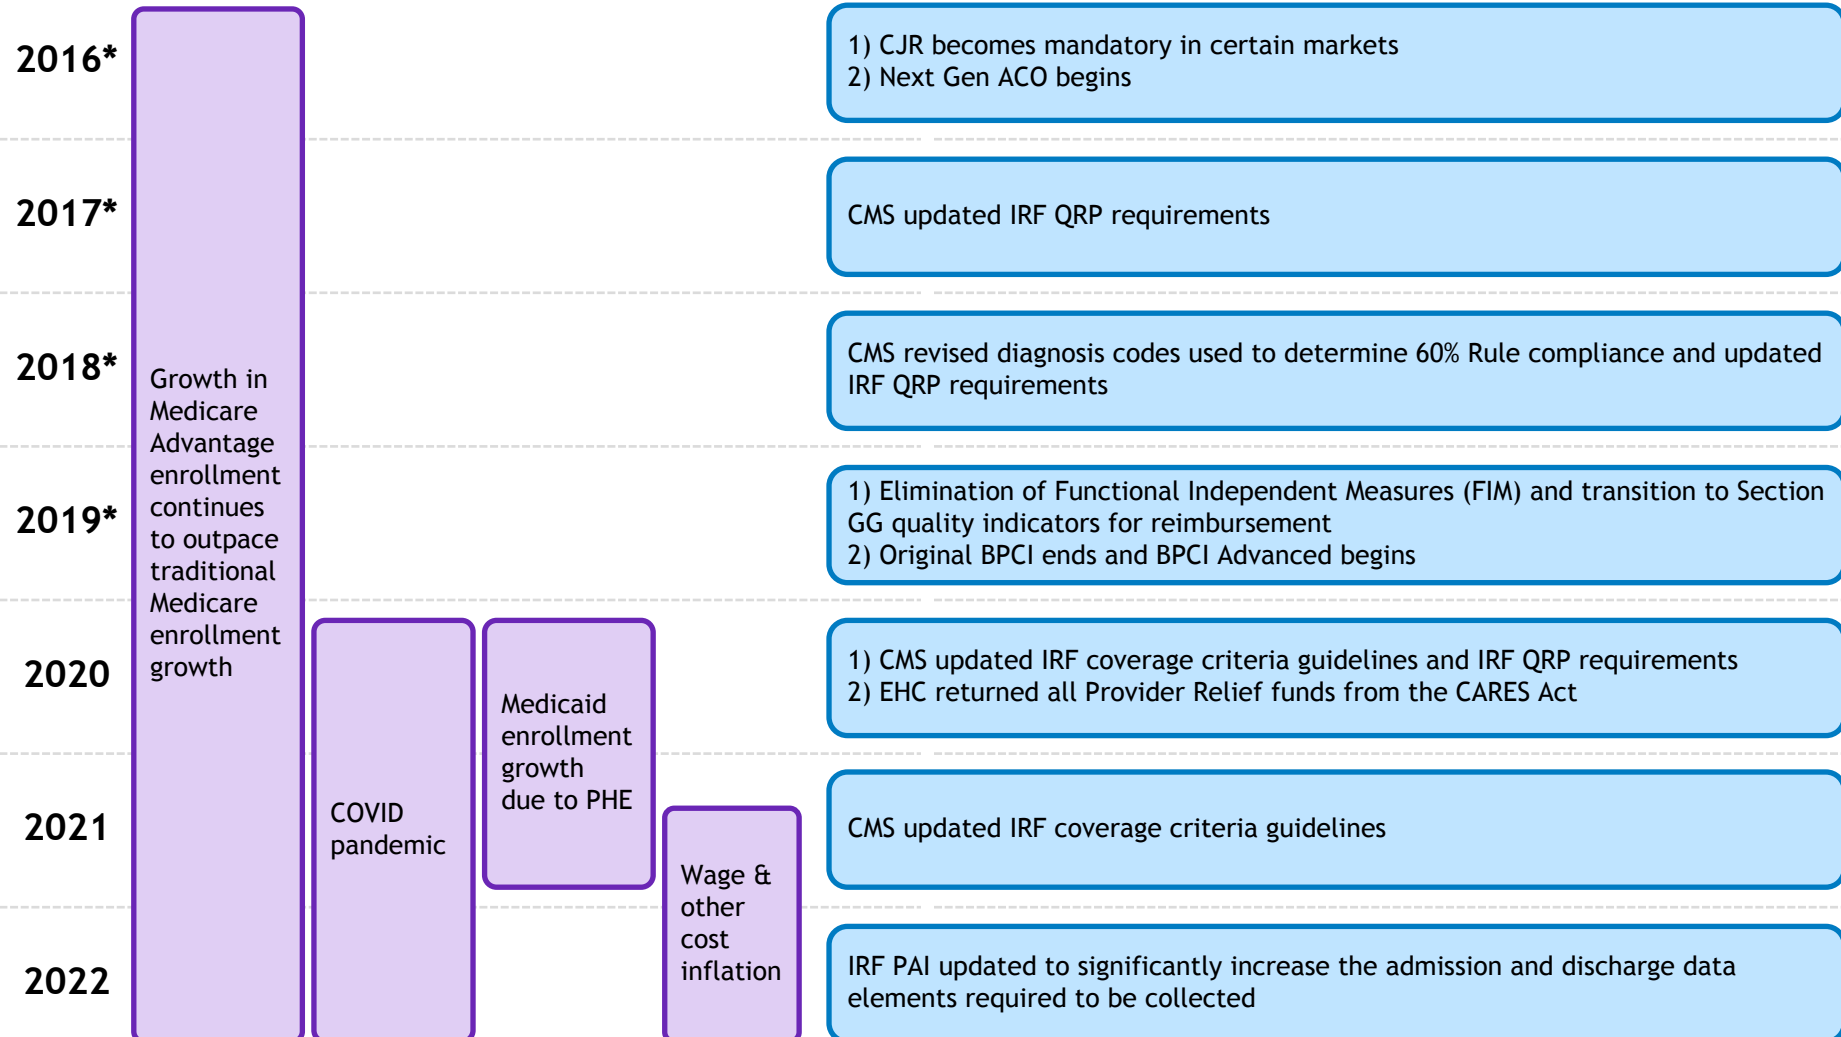 2016*
1) CJR becomes mandatory in certain markets
2) Next Gen ACO begins
2017*
CMS updated IRF QRP requirements
2018*
CMS revised diagnosis codes used to determine 60% Rule compliance and updated
IRF QRP requirements
Growth in
Medicare
Advantage
enrollment
continues
to outpace
traditional
Medicare
enrollment
growth
2019*
1) Elimination of Functional Independent Measures (FIM) and transition to Section
GG quality indicators for reimbursement
2) Original BPCI ends and BPCI Advanced begins
2020
1) CMS updated IRF coverage criteria guidelines and IRF QRP requirements
2) EHC returned all Provider Relief funds from the CARES Act
Medicaid
enrollment
growth
due to PHE
2021
COVID
pandemic
CMS updated IRF coverage criteria guidelines
Wage &
other
cost
inflation
2022
IRF PAI updated to significantly increase the admission and discharge data
elements required to be collected